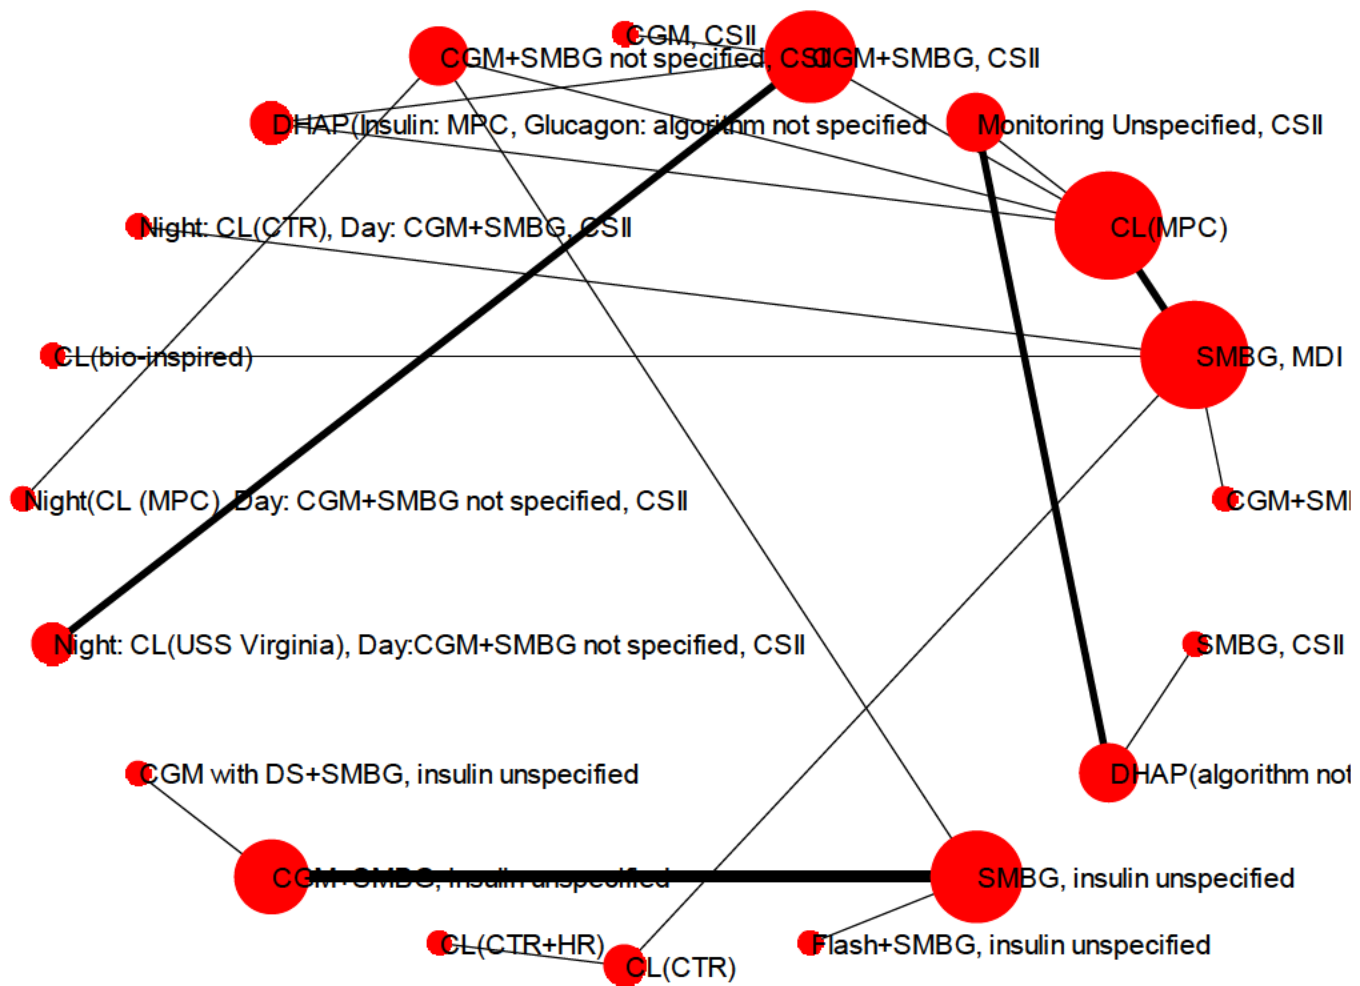 CGM, CSII
CGM+SMBG not specified, CSII
CGM+SMBG, CSII
DHAP(Insulin: MPC, Glucagon: algorithm not specified
Monitoring Unspecified, CSII
Night: CL(CTR), Day: CGM+SMBG, CSII
CL(MPC)
CL(bio-inspired)
SMBG, MDI
Night(CL (MPC), Day: CGM+SMBG not specified, CSII
CGM+SM
Night: CL(USS Virginia), Day:CGM+SMBG not specified, CSII
SMBG, CSII
CGM with DS+SMBG, insulin unspecified
DHAP(algorithm not
CGM+SMBG, insulin unspecified
SMBG, insulin unspecified
CL(CTR+HR)
Flash+SMBG, insulin unspecified
CL(CTR)